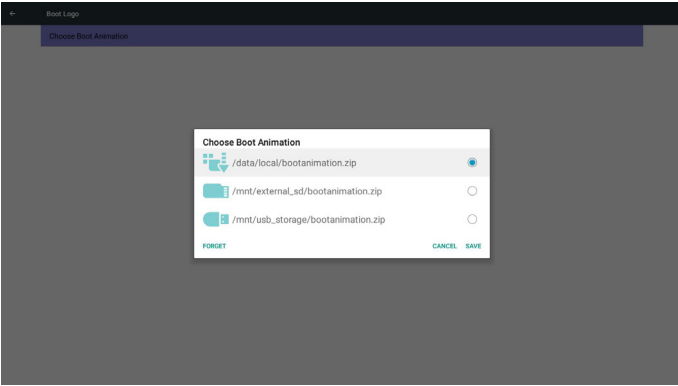 Boot Logo
Choose Boot Animation
Choose Boot Animation
/data/local/bootanimation.zip
/mnt/external_sd/bootanimation.zip
/mnt/usb_storage/bootanimation.zip
FORGET CANCEL SAVE